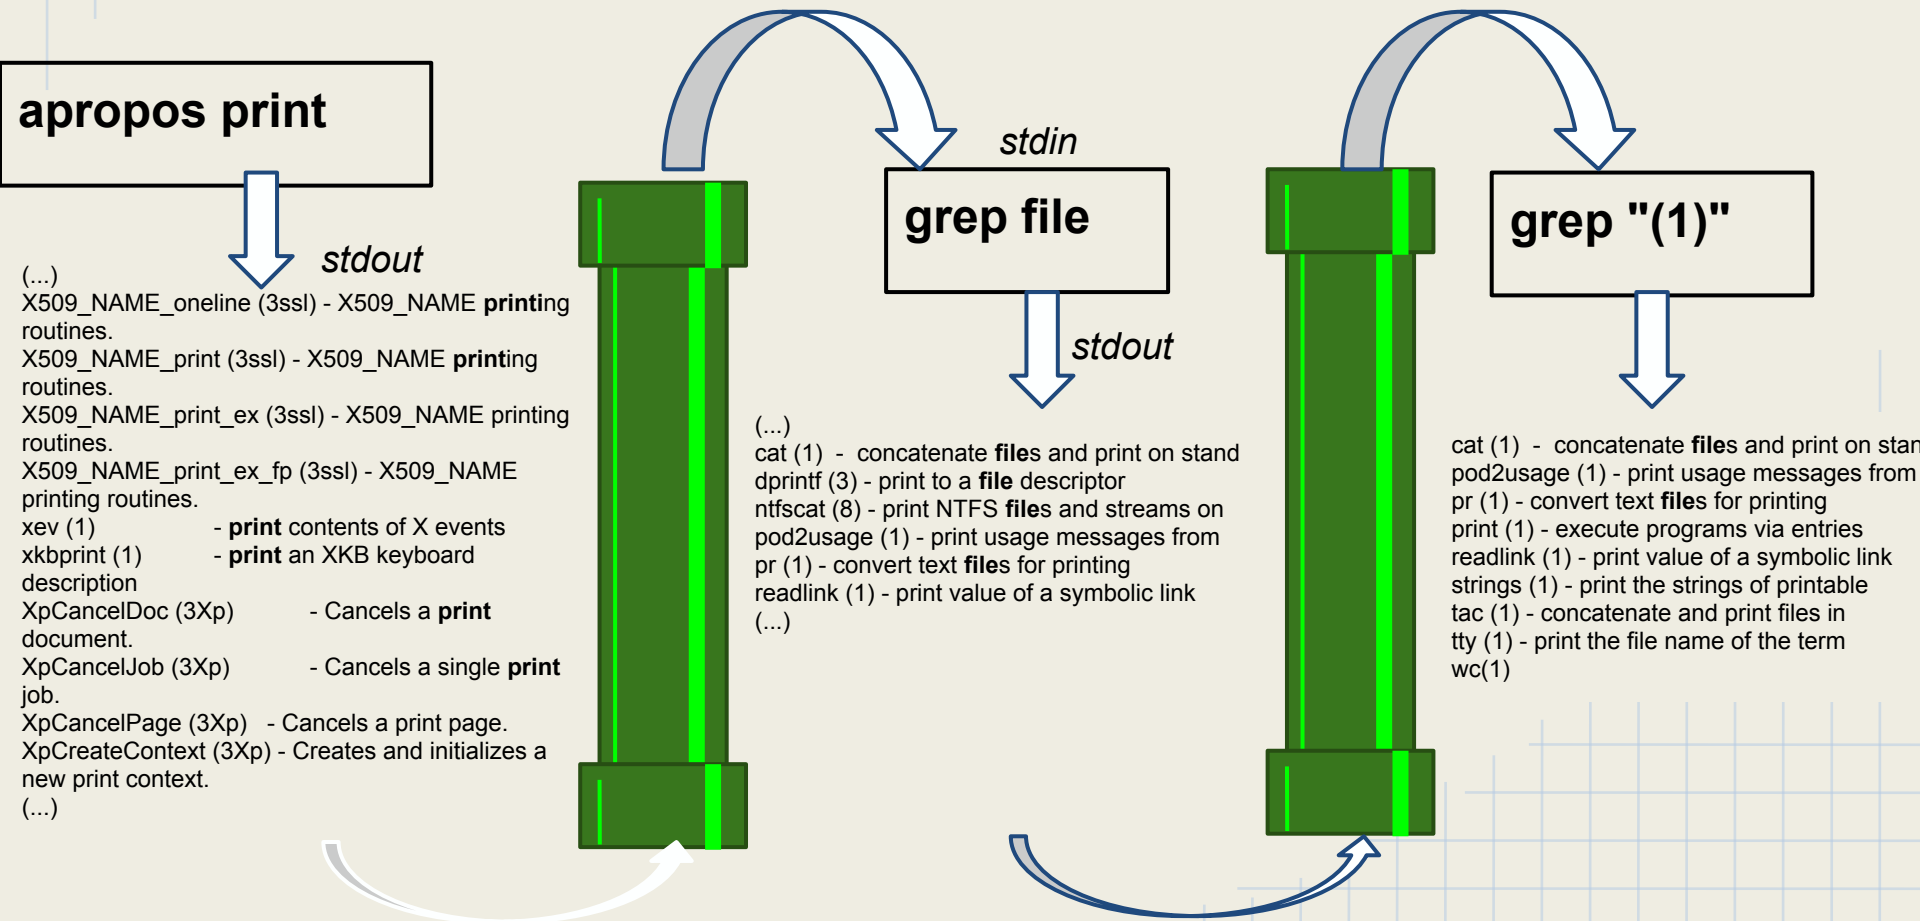 apropos print
stdout
(...)
X509_NAME_oneline (3ssl) - X509_NAME printing
routines.
X509_NAME_print (3ssl) - X509_NAME printing
routines.
X509_NAME_print_ex (3ssl) - X509_NAME printing
routines.
X509_NAME_print_ex_fp (3ssl) - X509_NAME
printing routines.
xev (1) - print contents of X events
xkbprint (1) - print an XKB keyboard
description
XpCancelDoc (3Xp) - Cancels a print
document.
XpCancelJob (3Xp) - Cancels a single print
job.
XpCancelPage (3Xp) - Cancels a print page.
XpCreateContext (3Xp) - Creates and initializes a
new print context.
(...)
stdin
grep file
stdout
(...)
cat (1) - concatenate files and print on stand
dprintf (3) - print to a file descriptor
ntfscat (8) - print NTFS files and streams on
pod2usage (1) - print usage messages from
pr (1) - convert text files for printing
readlink (1) - print value of a symbolic link
(...)
grep "(1)"
cat (1) - concatenate files and print on stan
pod2usage (1) - print usage messages from
pr (1) - convert text files for printing
print (1) - execute programs via entries
readlink (1) - print value of a symbolic link
strings (1) - print the strings of printable
tac (1) - concatenate and print files in
tty (1) - print the file name of the term
wc(1)